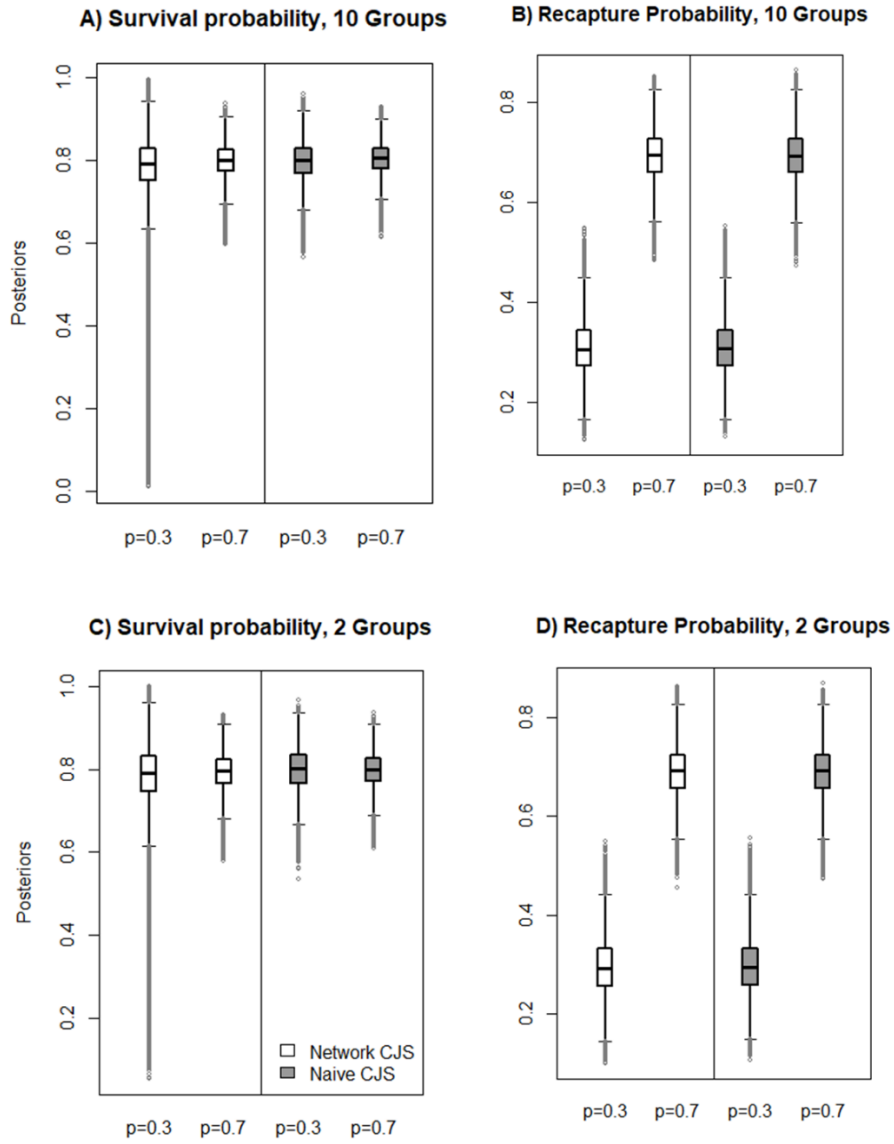 A) Survival probability, 10 Groups
Posteriors
1.0
0.8
0.6
0.4
0.2
0.0
p=0.3 p=0.7 p=0.3 p=0.7
B) Recapture Probability, 10 Groups
0.8
0.6
0.4
0.2
p=0.3 p=0.7 p=0.3 p=0.7
C) Survival probability, 2 Groups
Posteriors
1.0
0.8
0.6
0.4
0.2
Network CJS
Naive CJS
p=0.3 p=0.7 p=0.3 p=0.7
D) Recapture Probability, 2 Groups
0.8
0.6
0.4
0.2
p=0.3 p=0.7 p=0.3 p=0.7